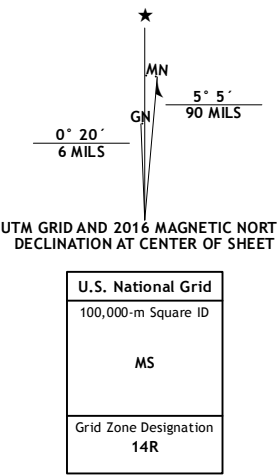 ★
MN
GN
5° 5´
90 MILS
0° 20´
6 MILS
UTM GRID AND 2016 MAGNETIC NORT
DECLINATION AT CENTER OF SHEET
U.S. National Grid
100,000-m Square ID
MS
Grid Zone Designation
14R